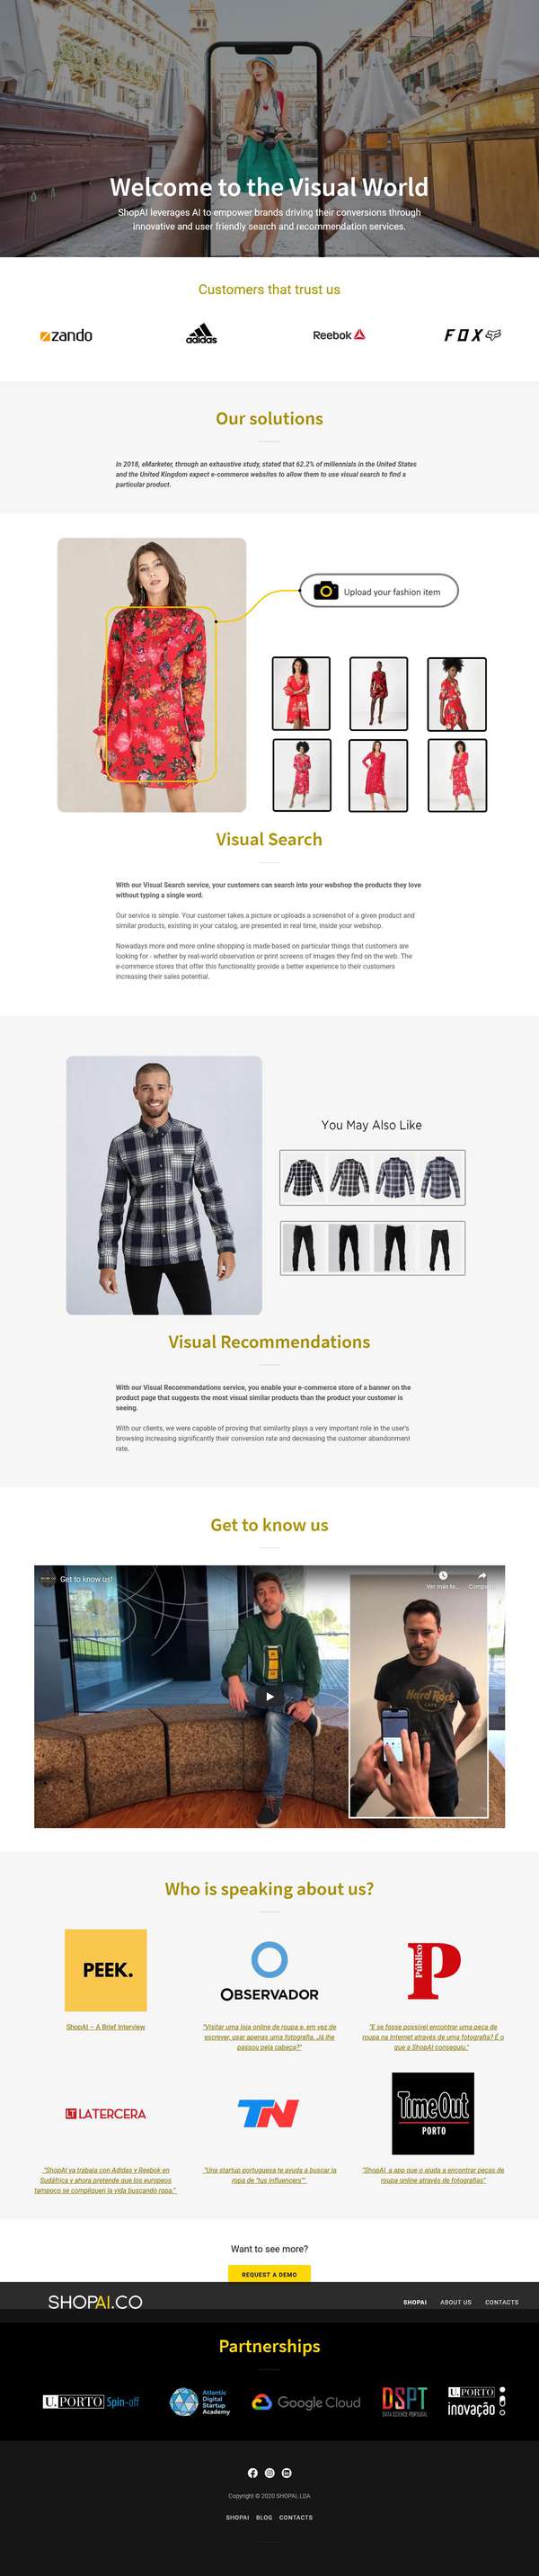 Welcome to the Visual World
ShopAI leverages AI to empower brands driving their conversions through
innovative and user friendly search and recommendation services.
Customers that trust us
zando
adidas
Reebok
FOX
Our solutions
In 2018, eMarketer, through an exhaustive study, stated that 62.2% of millennials in the United States
and the United Kingdom expect e-commerce websites to allow them to use visual search to find a
particular product.
Upload your fashion item
Visual Search
With our Visual Search service, your customers can search into your webshop the products they love
without typing a single word.
Our service is simple. Your customer takes a picture or uploads a screenshot of a given product and
similar products, existing in your catalog, are presented in real time, inside your webshop.
Nowadays more and more online shopping is made based on particular things that customers are
looking for - whether by real-world observation or print screens of images they find on the web. The
e-commerce stores that offer this functionality provide a better experience to their customers
increasing their sales potential.
You May Also Like
Visual Recommendations
With our Visual Recommendations service, you enable your e-commerce store of a banner on the
product page that suggests the most visual similar products than the product your customer is
seeing.
With our clients, we were capable of proving that similarity plays a very important role in the user's
browsing increasing significantly their conversion rate and decreasing the customer abandonment
rate.
Get to know us
Get to know us!
Ver más ta...
Hard Rock
CAFE
Who is speaking about us?
PEEK.
OBSERVADOR
Público
P
ShopAI – A Brief Interview
"Visitar uma loja online de roupa e, em vez de
escrever, usar apenas uma fotografia. Já lhe
passou pela cabeça?"
"E se fosse possível encontrar uma peça de
roupa na Internet através de uma fotografia? É o
que a ShopAI conseguiu."
LT LATERCERA
TN
TimeOut
PORTO
"ShopAI ya trabaja con Adidas y Reebok en
Sudáfrica y ahora pretende que los europeos
tampoco se compliquen la vida buscando ropa."
"Una startup portuguesa te ayuda a buscar la
ropa de "tus influencers""
"ShopAI, a app que o ajuda a encontrar peças de
roupa online através de fotografias"
Want to see more?
REQUEST A DEMO
SHOPAI.CO
SHOPAI ABOUT US CONTACTS
Partnerships
U.PORTO Spin-off
Atlantic
Digital
Startup
Academy
Google Cloud
DSPT
DATA SCIENCE PORTUGAL
U.PORTO
inovação
Copyright © 2020 SHOPAI, LDA
SHOPAI BLOG CONTACTS